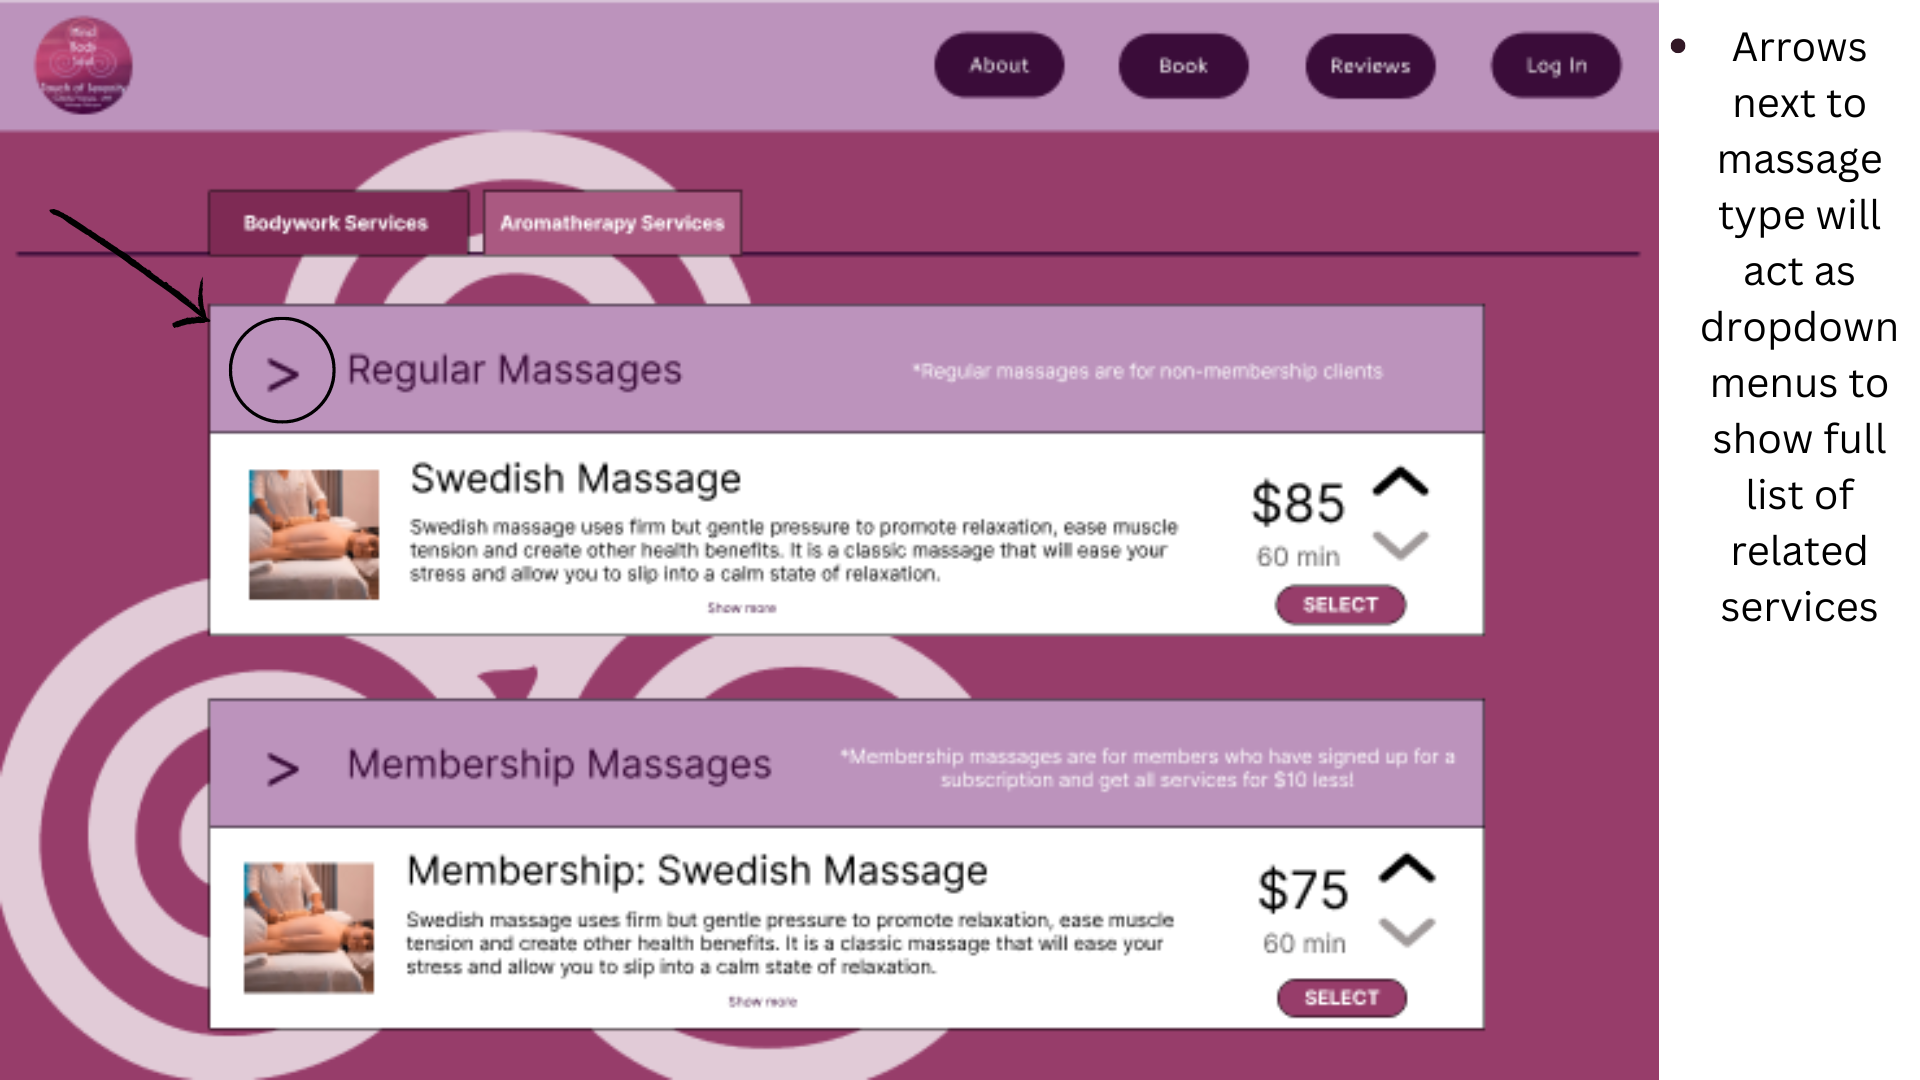 Mind
Body
Soul
Touch of Serenity
About
Book
Reviews
Log In
Bodywork Services
Aromatherapy Services
> Regular Massages
*Regular massages are for non-membership clients
Swedish Massage
Swedish massage uses firm but gentle pressure to promote relaxation, ease muscle
tension and create other health benefits. It is a classic massage that will ease your
stress and allow you to slip into a calm state of relaxation.
Show more
$85
60 min
SELECT
> Membership Massages
*Membership massages are for members who have signed up for a
subscription and get all services for $10 less!
Membership: Swedish Massage
Swedish massage uses firm but gentle pressure to promote relaxation, ease muscle
tension and create other health benefits. It is a classic massage that will ease your
stress and allow you to slip into a calm state of relaxation.
Show more
$75
60 min
SELECT
• Arrows
next to
massage
type will
act as
dropdown
menus to
show full
list of
related
services